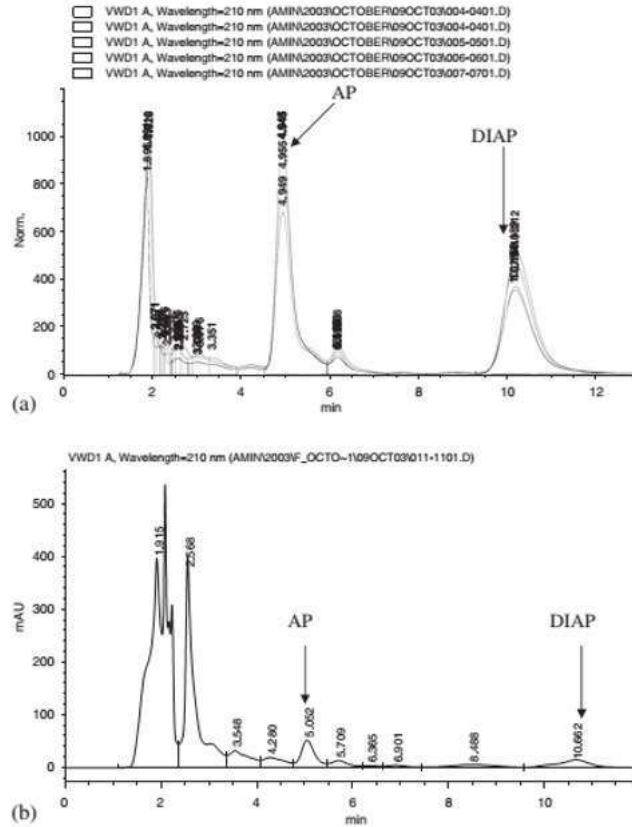 VWD1 A, Wavelength=210 nm (AMIN\2003\OCTOBER\09OCT03\004-0401.D)
VWD1 A, Wavelength=210 nm (AMIN\2003\OCTOBER\09OCT03\004-0401.D)
VWD1 A, Wavelength=210 nm (AMIN\2003\OCTOBER\09OCT03\005-0501.D)
VWD1 A, Wavelength=210 nm (AMIN\2003\OCTOBER\09OCT03\006-0601.D)
VWD1 A, Wavelength=210 nm (AMIN\2003\OCTOBER\09OCT03\007-0701.D)
AP
DIAP
Norm.
1000
800
600
400
200
0
4.955
4.949
2.725
3.351
0 2 4 6 8 10 12
min
(a)
VWD1 A, Wavelength=210 nm (AMIN\2003\F_OCTO~1\09OCT03\011-1101.D)
mAU
500
400
300
200
100
0
1.915
2.568
AP
DIAP
3.548
4.280
5.052
5.709
6.365
6.901
8.488
10.662
0 2 4 6 8 10
min
(b)